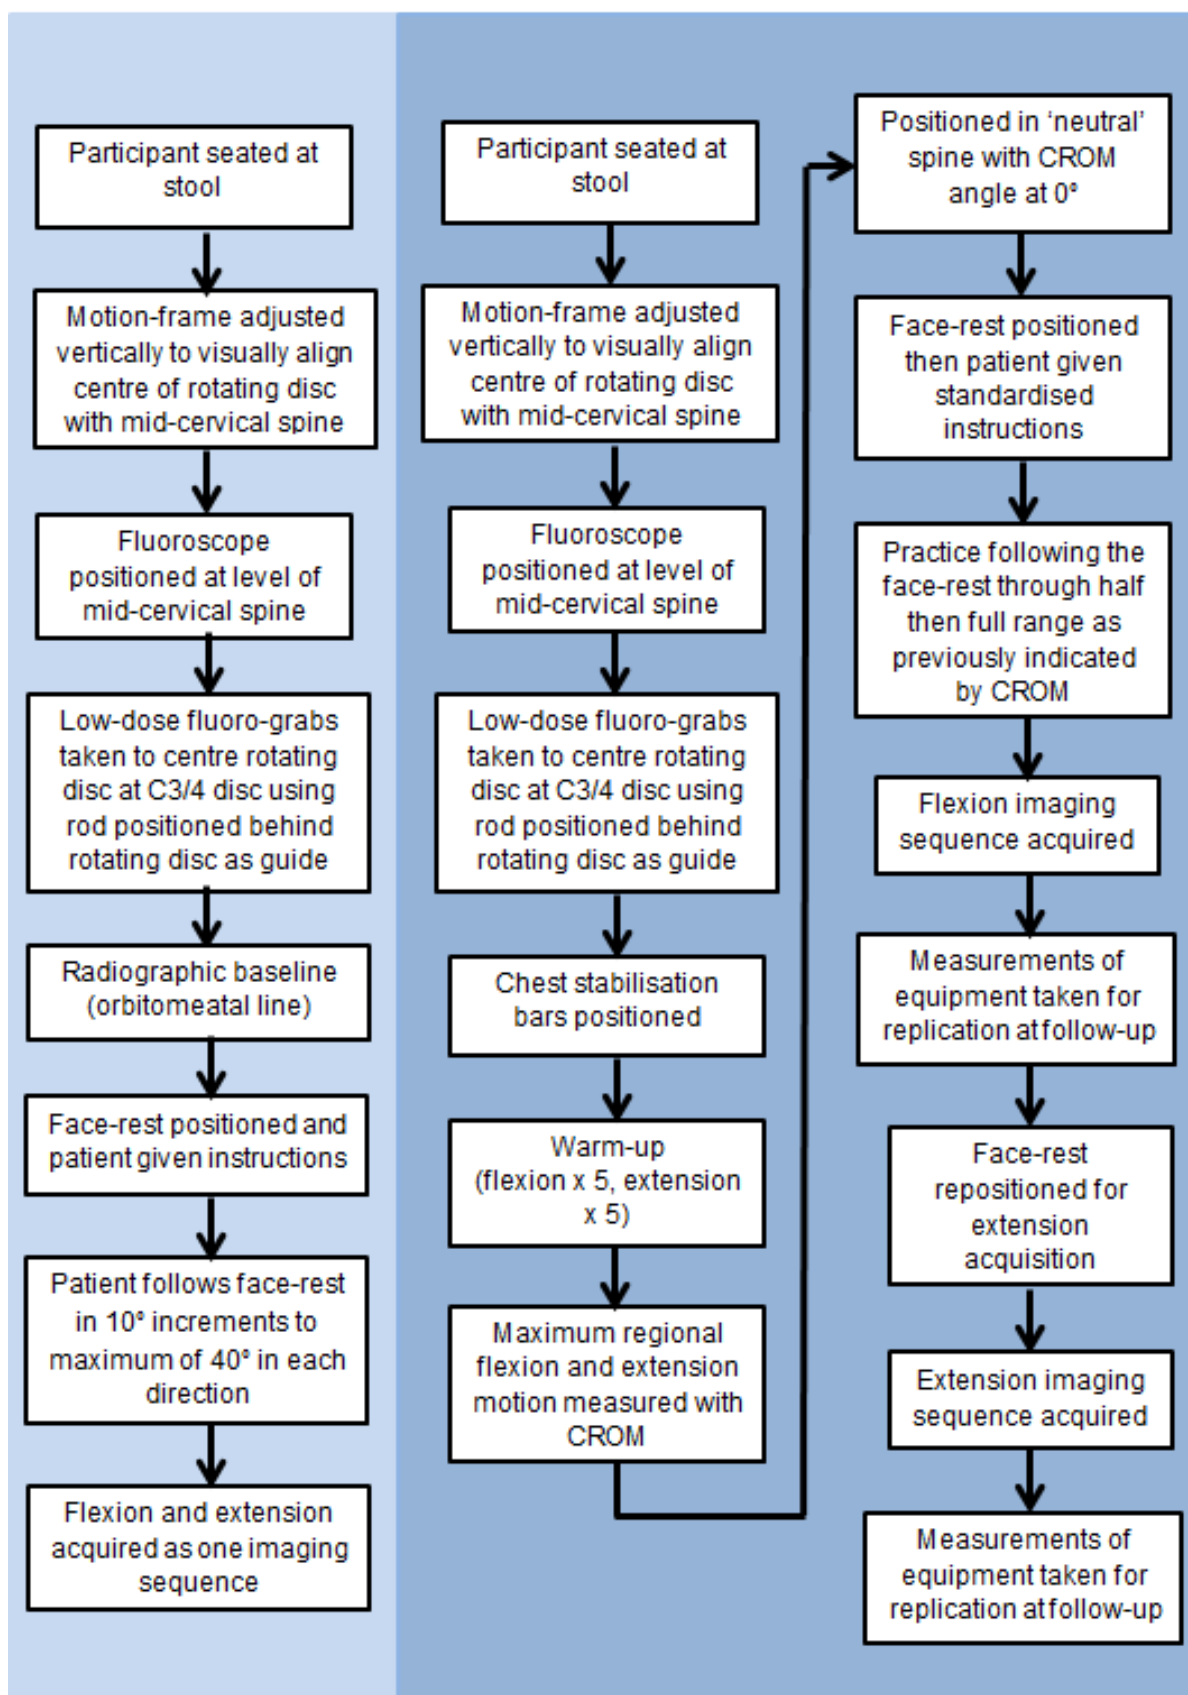 Participant seated at
stool
Motion-frame adjusted
vertically to visually align
centre of rotating disc
with mid-cervical spine
Fluoroscope
positioned at level of
mid-cervical spine
Low-dose fluoro-grabs
taken to centre rotating
disc at C3/4 disc using
rod positioned behind
rotating disc as guide
Radiographic baseline
(orbitomeatal line)
Face-rest positioned and
patient given instructions
Patient follows face-rest
in 10° increments to
maximum of 40° in each
direction
Flexion and extension
acquired as one imaging
sequence
Participant seated at
stool
Motion-frame adjusted
vertically to visually align
centre of rotating disc
with mid-cervical spine
Fluoroscope
positioned at level of
mid-cervical spine
Low-dose fluoro-grabs
taken to centre rotating
disc at C3/4 disc using
rod positioned behind
rotating disc as guide
Chest stabilisation
bars positioned
Warm-up
(flexion x 5, extension
x 5)
Maximum regional
flexion and extension
motion measured with
CROM
Positioned in ‘neutral’
spine with CROM
angle at 0°
Face-rest positioned
then patient given
standardised
instructions
Practice following the
face-rest through half
then full range as
previously indicated
by CROM
Flexion imaging
sequence acquired
Measurements of
equipment taken for
replication at follow-up
Face-rest
repositioned for
extension
acquisition
Extension imaging
sequence acquired
Measurements of
equipment taken for
replication at follow-up